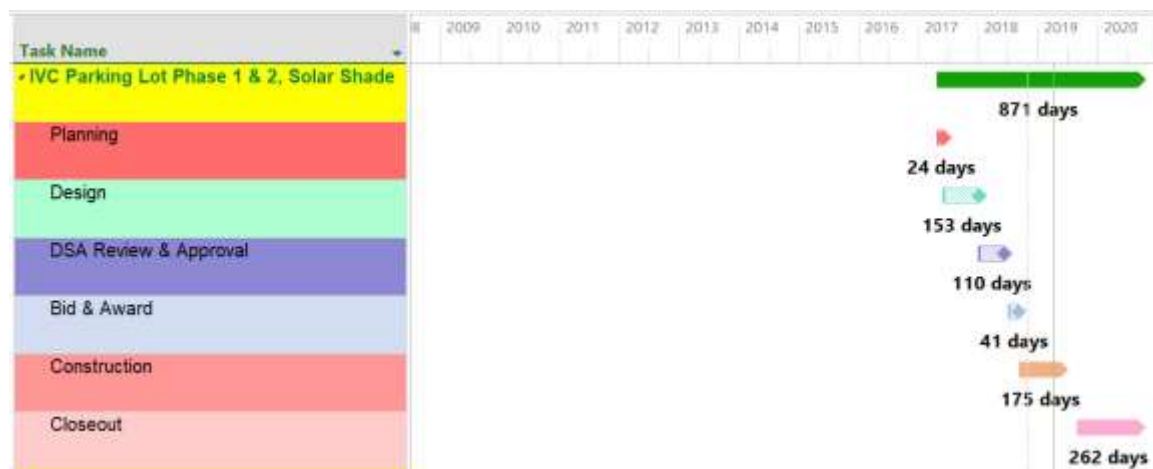 8 2009 2010 2011 2012 2013 2014 2015 2016 2017 2018 2019 2020
Task Name
IVC Parking Lot Phase 1 & 2, Solar Shade
871 days
Planning
24 days
Design
153 days
DSA Review & Approval
110 days
Bid & Award
41 days
Construction
175 days
Closeout
262 days